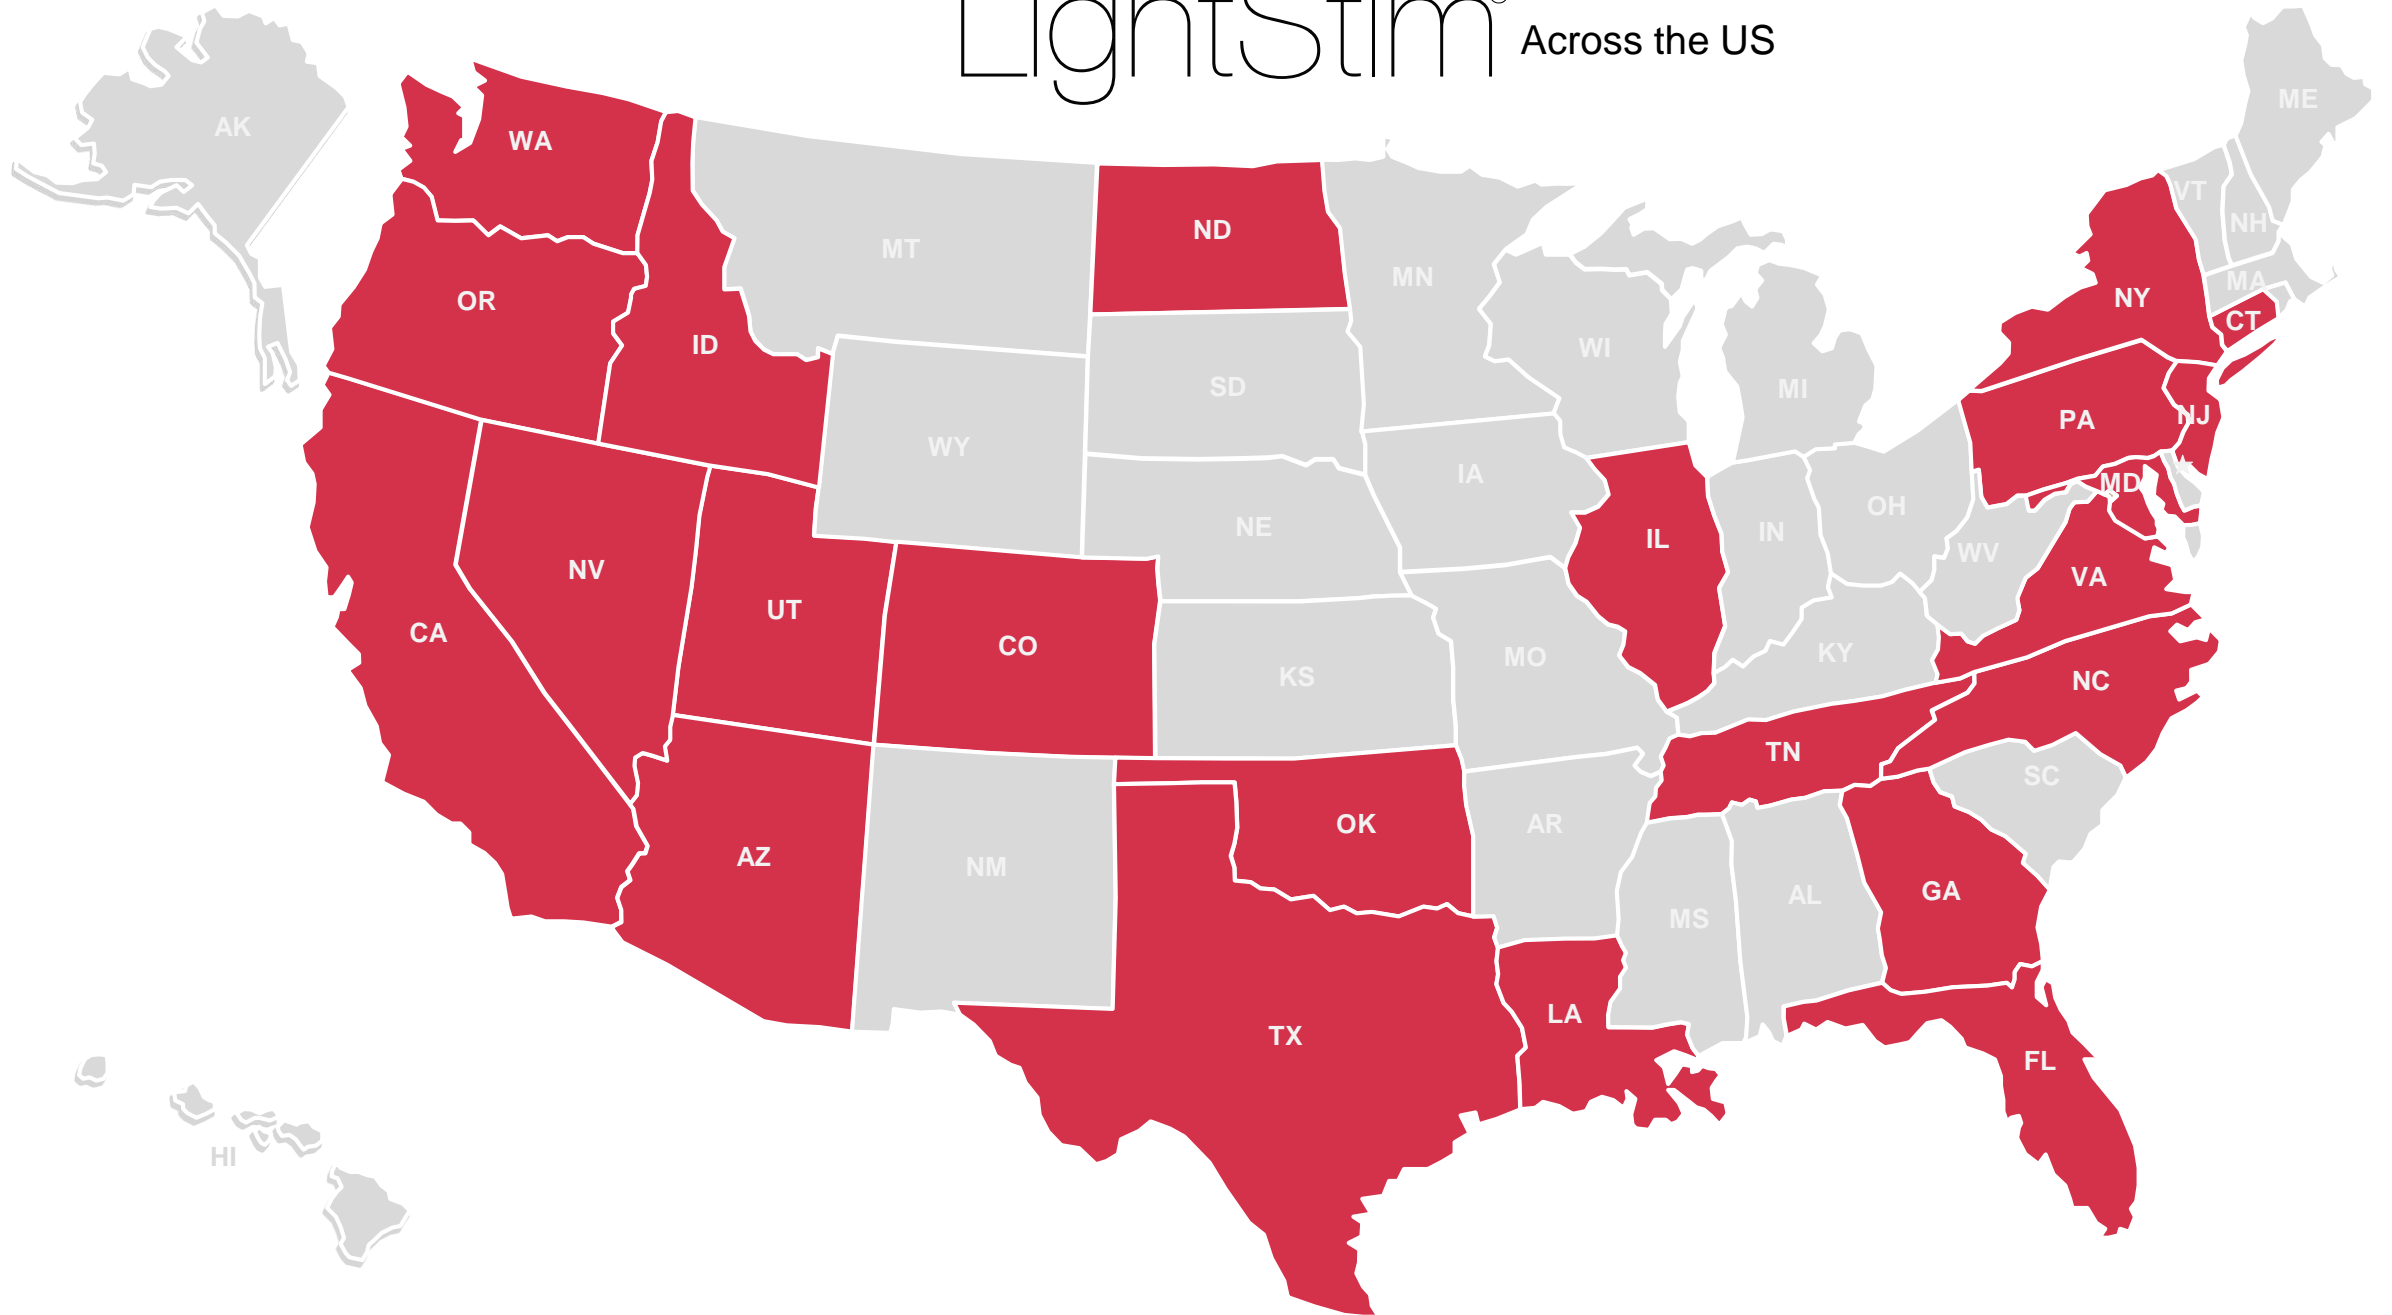 LightStim® Across the US
ME
AK
WA
VT
NH
ND
MT
MN
MA
NY
OR
CT
ID
WI
SD
MI
NJ
PA
WY
IA
MD
OH
NE
IN
IL
WV
NV
VA
UT
CA
CO
KY
MO
KS
NC
TN
SC
OK
AR
AZ
NM
GA
AL
MS
LA
TX
FL
HI